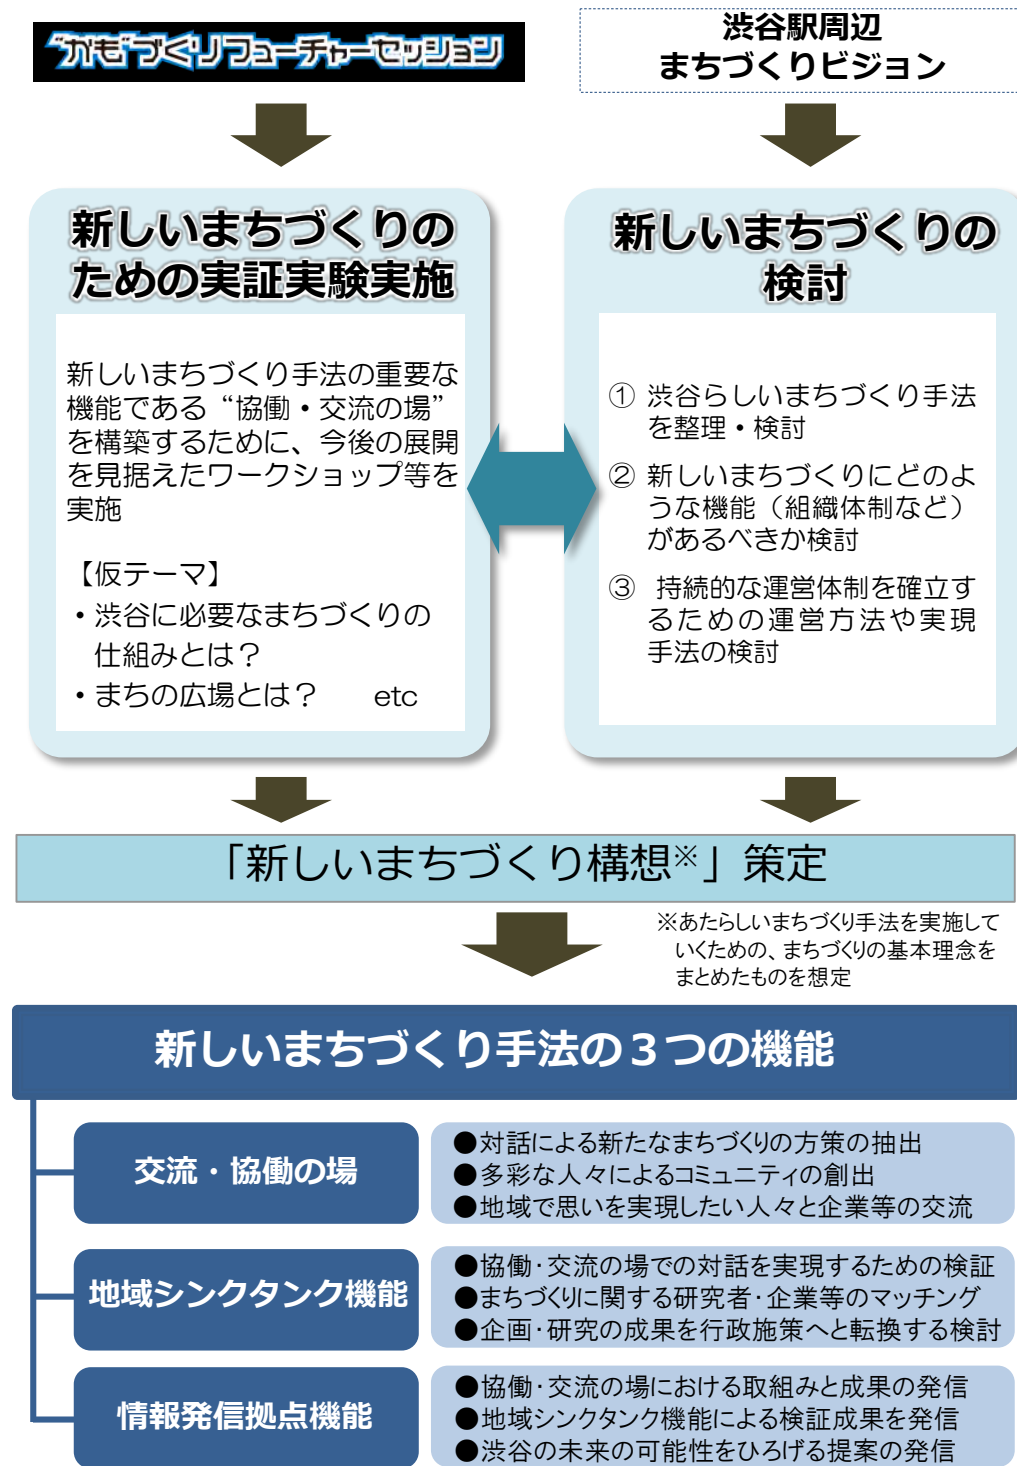 “かも”づくりフューチャーセッション
渋谷駅周辺
まちづくりビジョン
新しいまちづくりの
ための実証実験実施
新しいまちづくり手法の重要な
機能である“協働・交流の場”
を構築するために、今後の展開
を見据えたワークショップ等を
実施
【仮テーマ】
・渋谷に必要なまちづくりの
仕組みとは？
・まちの広場とは？　etc
新しいまちづくりの
検討
① 渋谷らしいまちづくり手法
を整理・検討
② 新しいまちづくりにどのよ
うな機能（組織体制など）
があるべきか検討
③ 持続的な運営体制を確立す
るための運営方法や実現
手法の検討
「新しいまちづくり構想※」策定
※あたらしいまちづくり手法を実施して
いくための、まちづくりの基本理念を
まとめたものを想定
新しいまちづくり手法の３つの機能
交流・協働の場
●対話による新たなまちづくりの方策の抽出
●多彩な人々によるコミュニティの創出
●地域で思いを実現したい人々と企業等の交流
地域シンクタンク機能
●協働・交流の場での対話を実現するための検証
●まちづくりに関する研究者・企業等のマッチング
●企画・研究の成果を行政施策へと転換する検討
情報発信拠点機能
●協働・交流の場における取組みと成果の発信
●地域シンクタンク機能による検証成果を発信
●渋谷の未来の可能性をひろげる提案の発信